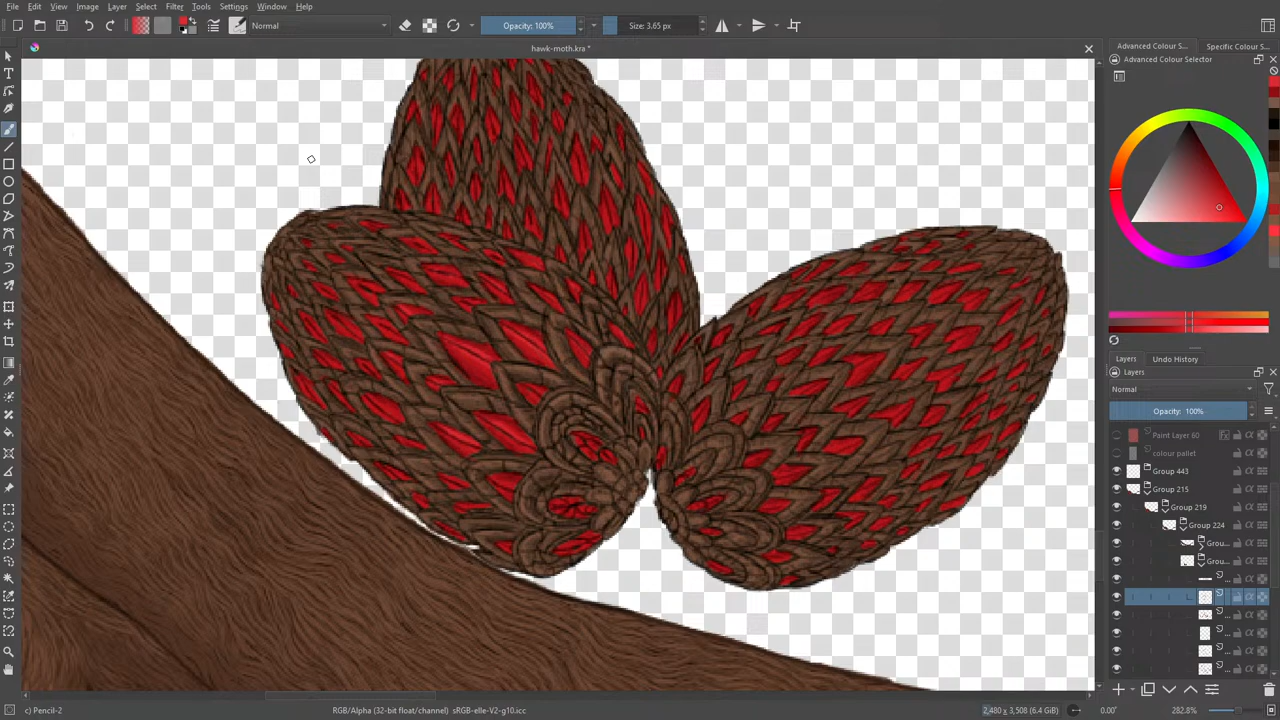 File Edit View Image Layer Select Filter Tools Settings Window Help
Normal
Opacity: 100%
Size: 3.65 px
hawk-moth.kra *
Advanced Colour S... Specific Colour S...
Advanced Colour Selector
Layers Undo History
Layers
Normal
Opacity: 100%
Paint Layer 60
colour pallet
Group 443
Group 215
Group 219
Group 224
Grou...
Grou...
c) Pencil-2
RGB/Alpha (32-bit float/channel) sRGB-elle-V2-g10.icc
2,480 x 3,508 (6.4 GiB)
0.00°
282.8%